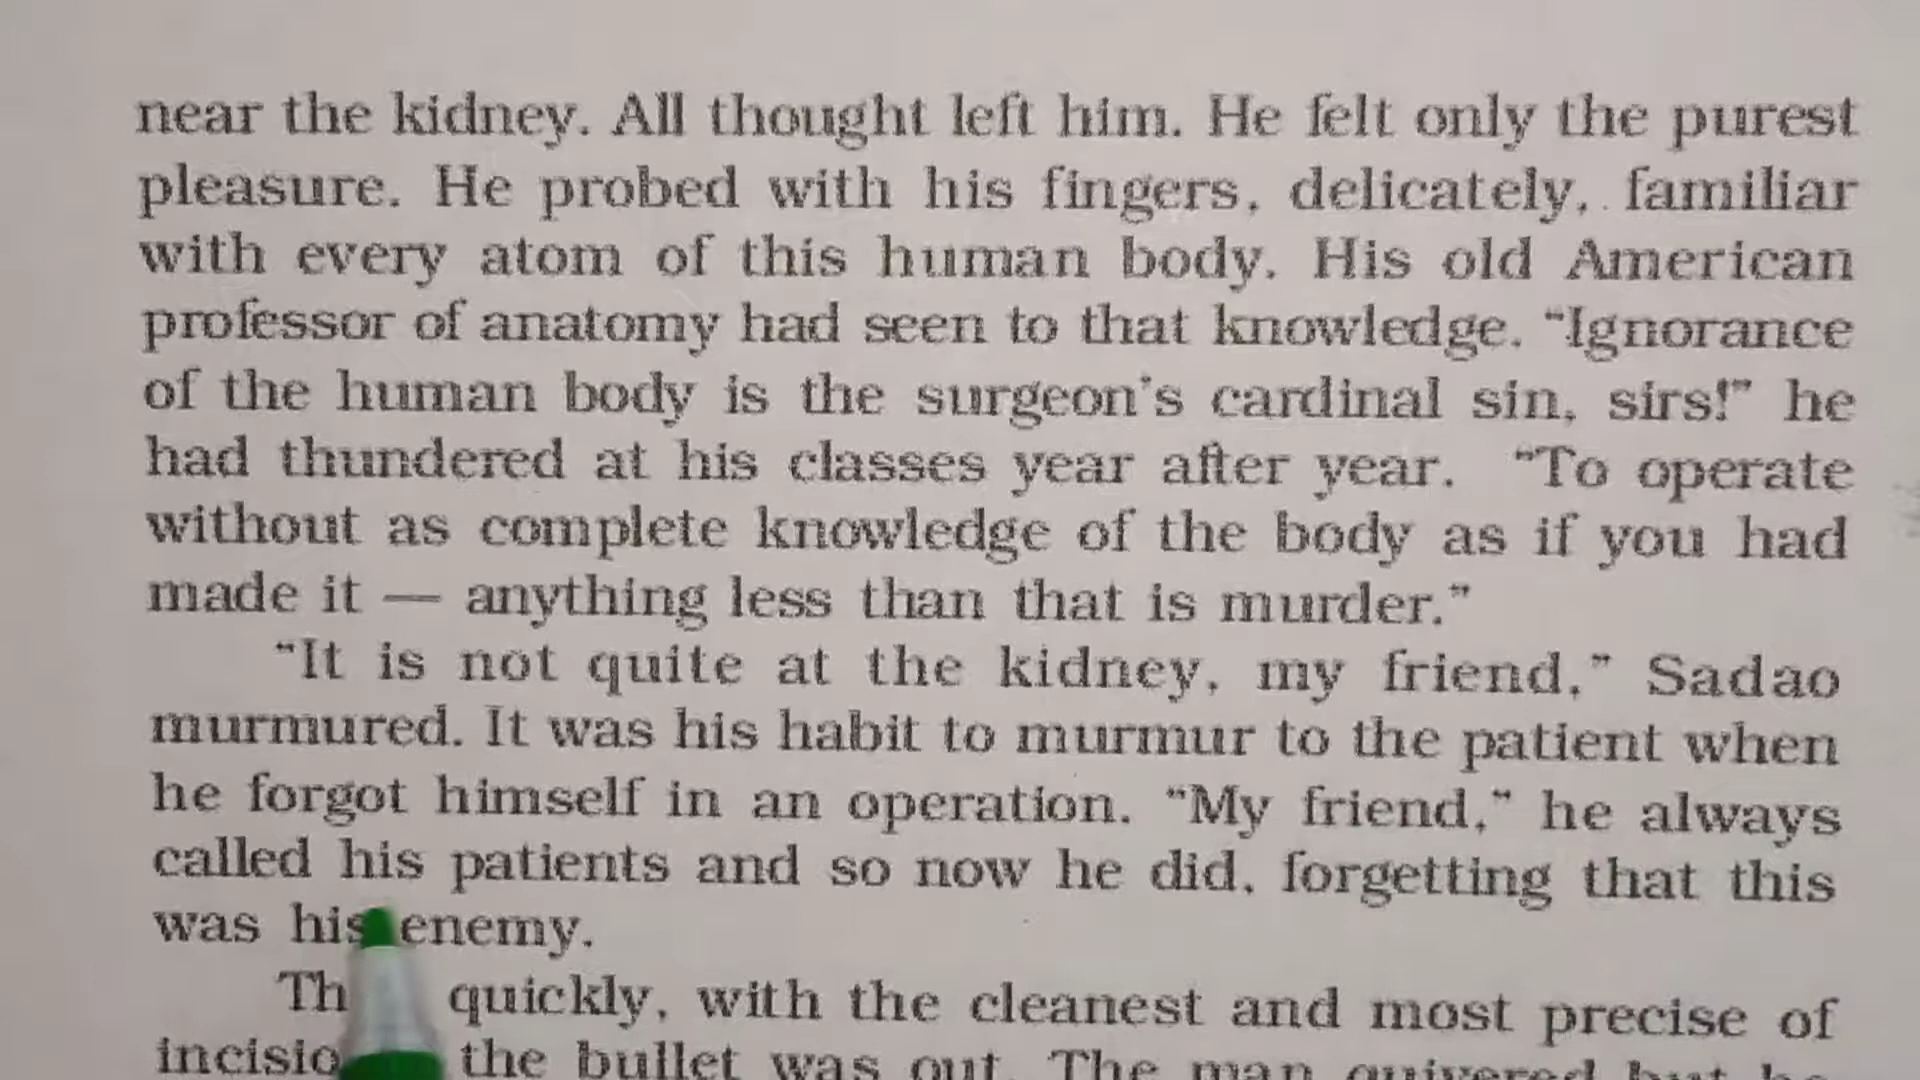 near the kidney. All thought left him. He felt only the purest
pleasure. He probed with his fingers, delicately, familiar
with every atom of this human body. His old American
professor of anatomy had seen to that knowledge. “Ignorance
of the human body is the surgeon’s cardinal sin, sirs!” he
had thundered at his classes year after year. “To operate
without as complete knowledge of the body as if you had
made it — anything less than that is murder.”
“It is not quite at the kidney, my friend,” Sadao
murmured. It was his habit to murmur to the patient when
he forgot himself in an operation. “My friend,” he always
called his patients and so now he did, forgetting that this
was his enemy.
quickly, with the cleanest and most precise of
the bullet was out. The man quivered but he